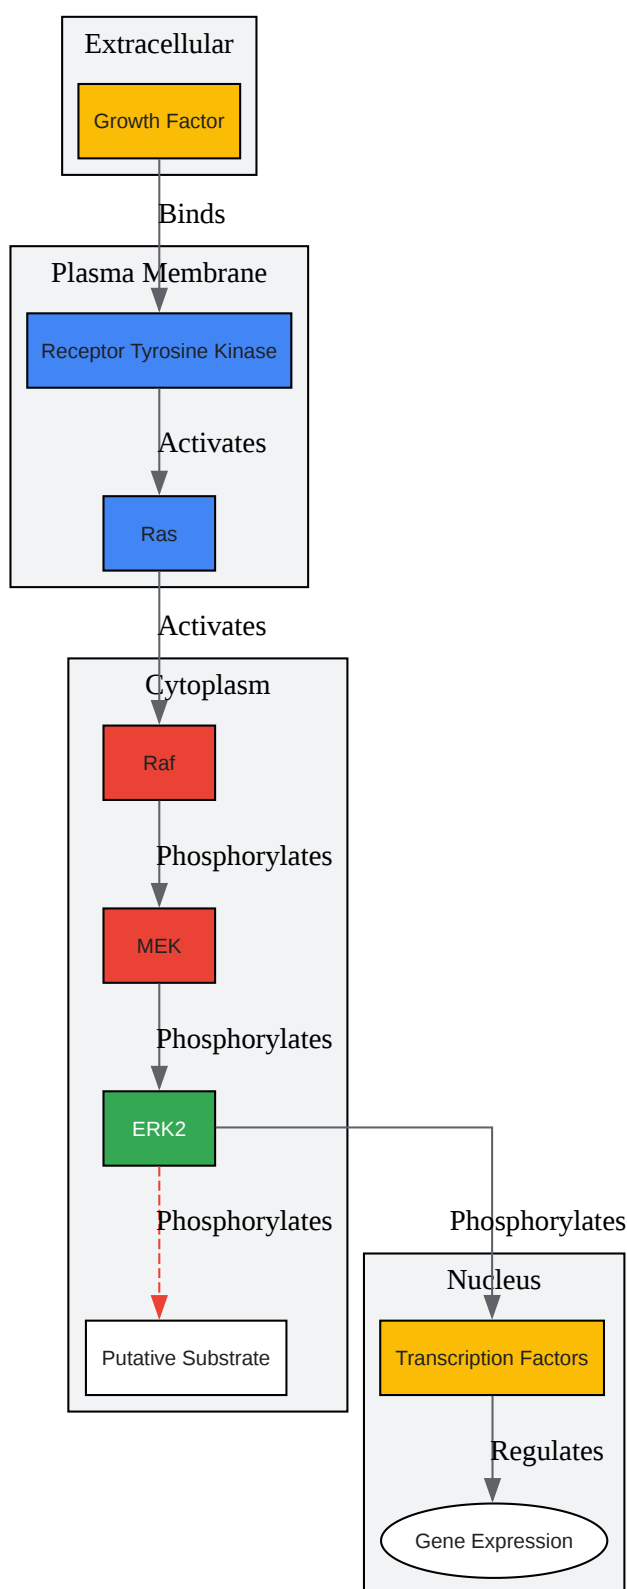 Extracellular
Growth Factor
Binds
Plasma Membrane
Receptor Tyrosine Kinase
Activates
Ras
Activates
Cytoplasm
Raf
Phosphorylates
MEK
Phosphorylates
ERK2
Phosphorylates
Phosphorylates
Nucleus
Putative Substrate
Transcription Factors
Regulates
Gene Expression